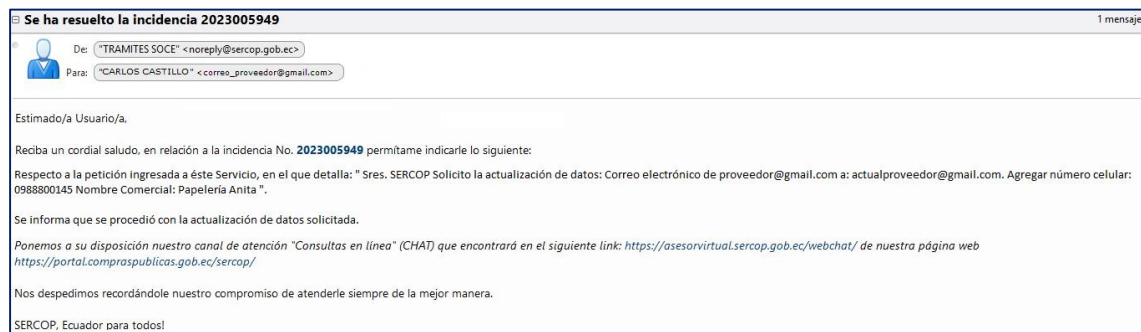 Se ha resuelto la incidencia 2023005949
1 mensaje
De: "TRAMITES SOCE" <noreply@sercop.gob.ec>
Para: "CARLOS CASTILLO" <correo_proveedor@gmail.com>
Estimado/a Usuario/a,
Reciba un cordial saludo, en relación a la incidencia No. 2023005949 permítame indicarle lo siguiente:
Respecto a la petición ingresada a éste Servicio, en el que detalla: " Sres. SERCOP Solicito la actualización de datos: Correo electrónico de proveedor@gmail.com a: actualproveedor@gmail.com. Agregar número celular:
0988800145 Nombre Comercial: Papelería Anita ".
Se informa que se procedió con la actualización de datos solicitada.
Ponemos a su disposición nuestro canal de atención "Consultas en línea" (CHAT) que encontrará en el siguiente link: https://asesorvirtual.sercop.gob.ec/webchat/ de nuestra página web
https://portal.compraspublicas.gob.ec/sercop/
Nos despedimos recordándole nuestro compromiso de atenderle siempre de la mejor manera.
SERCOP, Ecuador para todos!